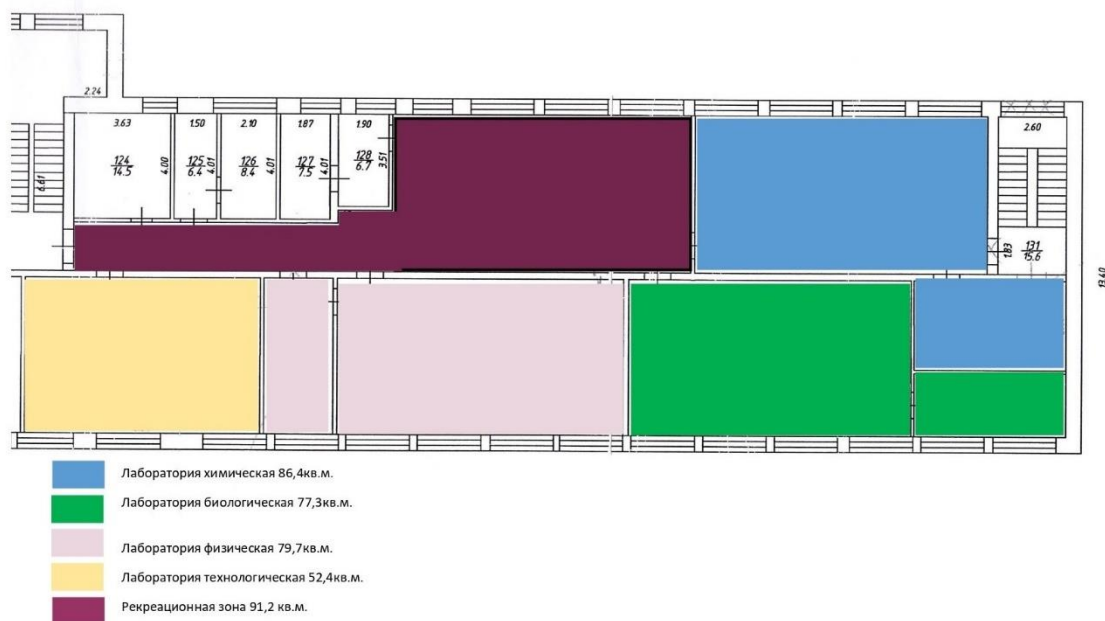 2.24
3.63 1.50 2.10 1.87 1.90 2.60
124 125 126 127 128
14.5 6.4 8.4 7.5 6.7
4.00 4.01 4.01 4.01 3.51
6.61
1.83 131
15.6
13.40
Лаборатория химическая 86,4кв.м.
Лаборатория биологическая 77,3кв.м.
Лаборатория физическая 79,7кв.м.
Лаборатория технологическая 52,4кв.м.
Рекреационная зона 91,2 кв.м.